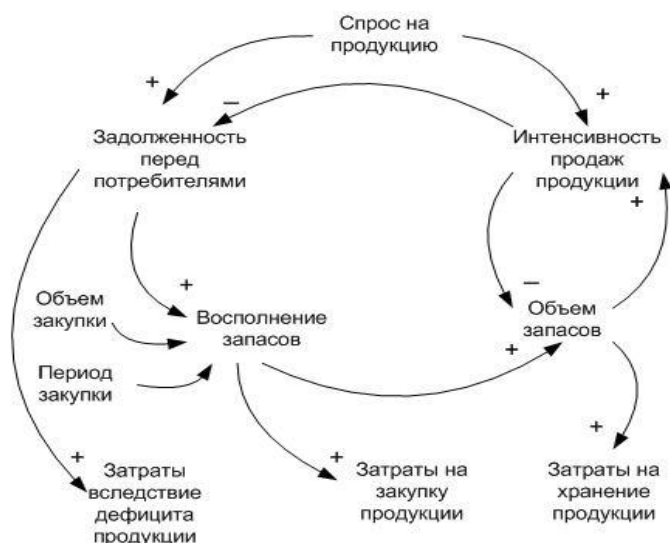 Спрос на
продукцию
+
+
–
Задолженность
перед
потребителями
Интенсивность
продаж
продукции
+
+
–
Объем
закупки
Восполнение
запасов
Объем
запасов
+
Период
закупки
+
+
+
Затраты
вследствие
дефицита
продукции
Затраты на
закупку
продукции
Затраты на
хранение
продукции